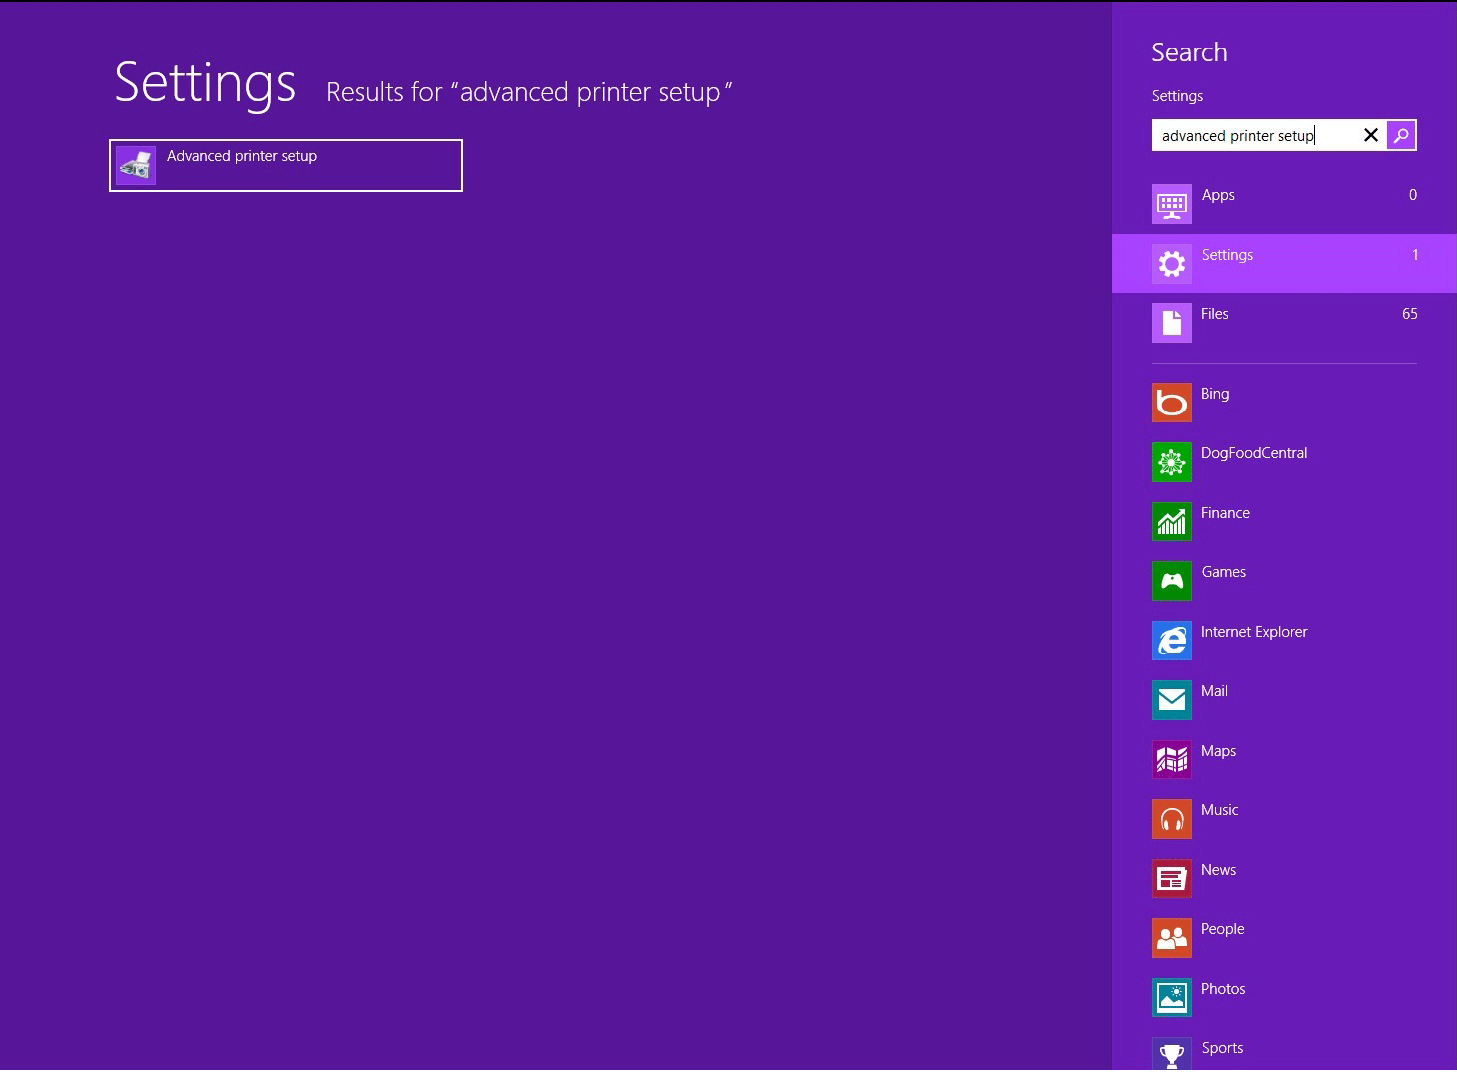 Settings Results for “advanced printer setup”
Advanced printer setup
Search
Settings
advanced printer setup
Apps 0
Settings 1
Files 65
Bing
DogFoodCentral
Finance
Games
Internet Explorer
Mail
Maps
Music
News
People
Photos
Sports